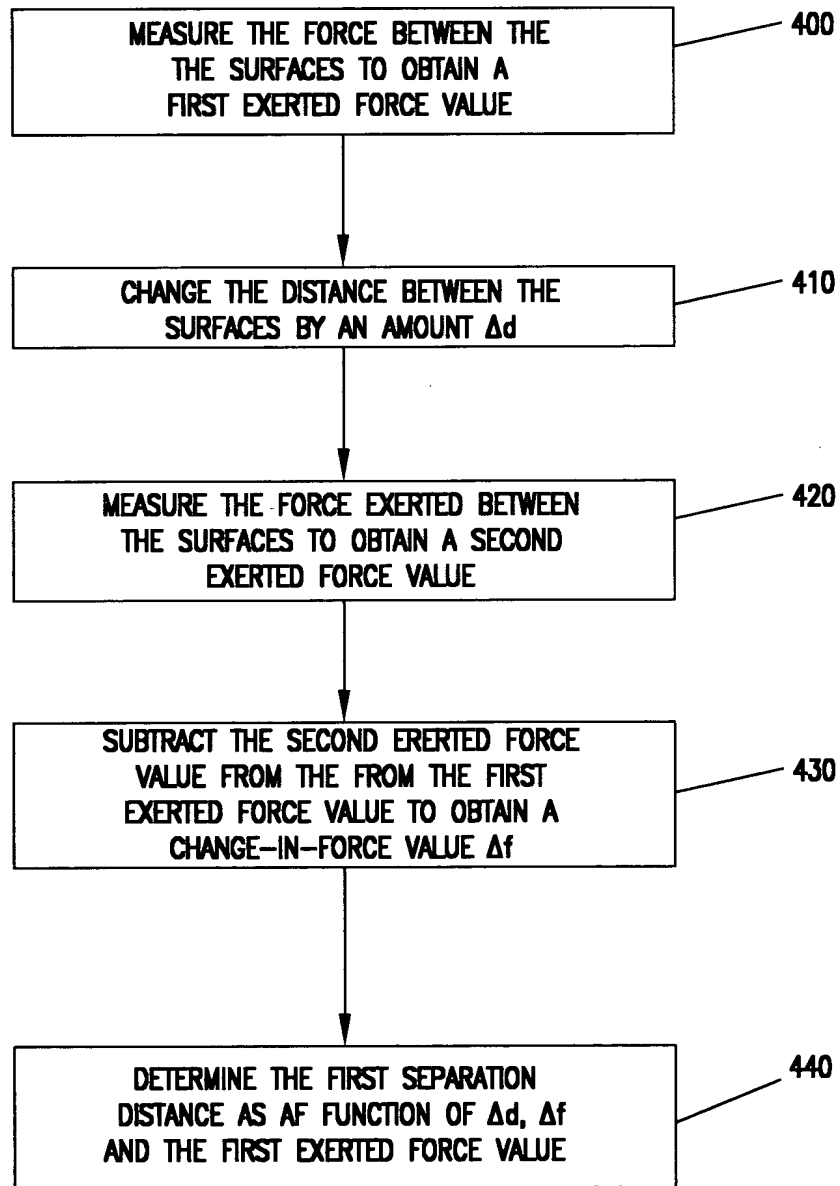 MEASURE THE FORCE BETWEEN THE
THE SURFACES TO OBTAIN A
FIRST EXERTED FORCE VALUE
400
CHANGE THE DISTANCE BETWEEN THE
SURFACES BY AN AMOUNT Δd
410
MEASURE THE FORCE EXERTED BETWEEN
THE SURFACES TO OBTAIN A SECOND
EXERTED FORCE VALUE
420
SUBTRACT THE SECOND ERERTED FORCE
VALUE FROM THE FROM THE FIRST
EXERTED FORCE VALUE TO OBTAIN A
CHANGE-IN-FORCE VALUE Δf
430
DETERMINE THE FIRST SEPARATION
DISTANCE AS AF FUNCTION OF Δd, Δf
AND THE FIRST EXERTED FORCE VALUE
440